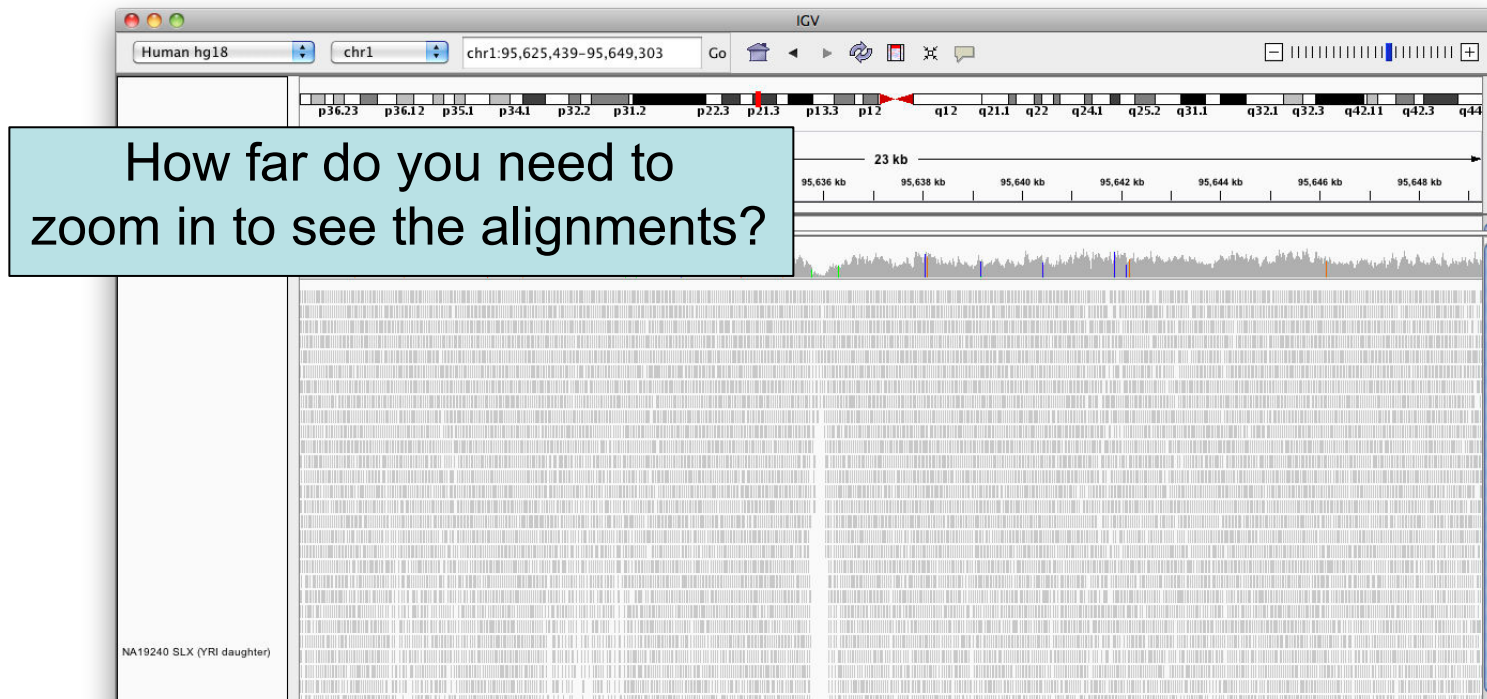 IGV
Human hg18 chr1 chr1:95,625,439-95,649,303 Go
p36.23 p36.12 p35.1 p34.1 p32.2 p31.2 p22.3 p21.3 p13.3 p12 q12 q21.1 q22 q24.1 q25.2 q31.1 q32.1 q32.3 q42.11 q42.3 q44
How far do you need to
zoom in to see the alignments?
23 kb
95,636 kb 95,638 kb 95,640 kb 95,642 kb 95,644 kb 95,646 kb 95,648 kb
NA19240 SLX (YRI daughter)